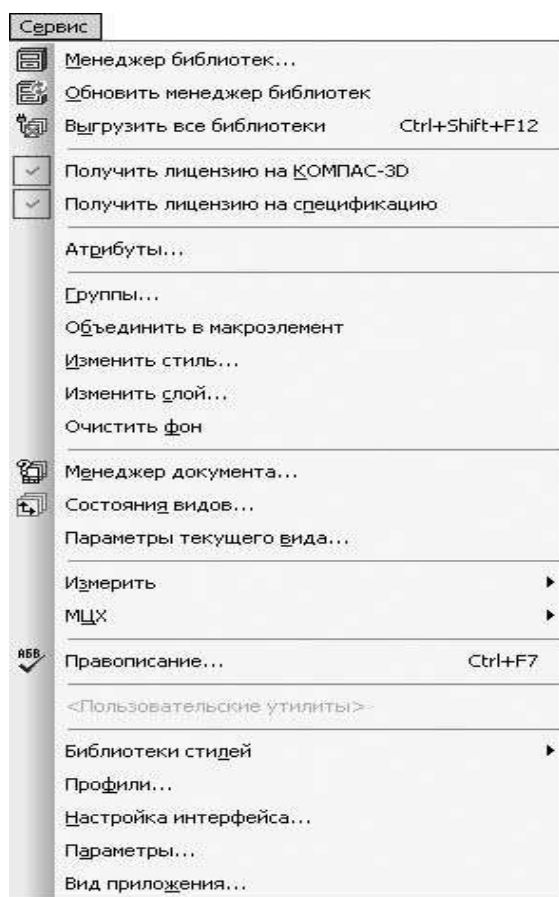 Сервис
Менеджер библиотек...
Обновить менеджер библиотек
Выгрузить все библиотеки Ctrl+Shift+F12
Получить лицензию на КОМПАС-3D
Получить лицензию на спецификацию
Атрибуты...
Группы...
Объединить в макроэлемент
Изменить стиль...
Изменить слой...
Очистить фон
Менеджер документа...
Состояния видов...
Параметры текущего вида...
Измерить
МЦХ
АБВ Правописание... Ctrl+F7
<Пользовательские утилиты>
Библиотеки стилей
Профили...
Настройка интерфейса...
Параметры...
Вид приложения...